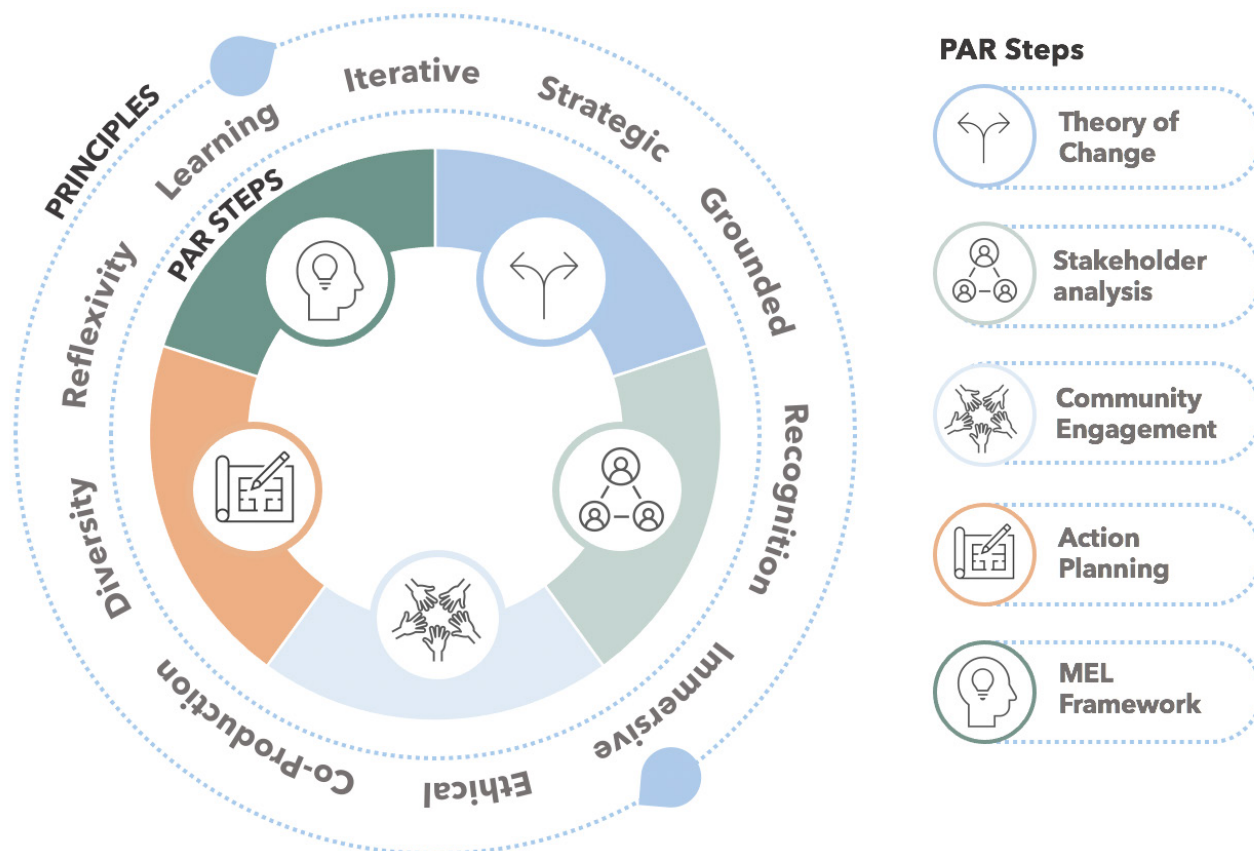 PRINCIPLES
Learning
Iterative
Strategic
Grounded
Recognition
Immersive
Ethical
Co-Production
Diversity
Reflexivity
PAR STEPS
PAR Steps
Theory of
Change
Stakeholder
analysis
Community
Engagement
Action
Planning
MEL
Framework